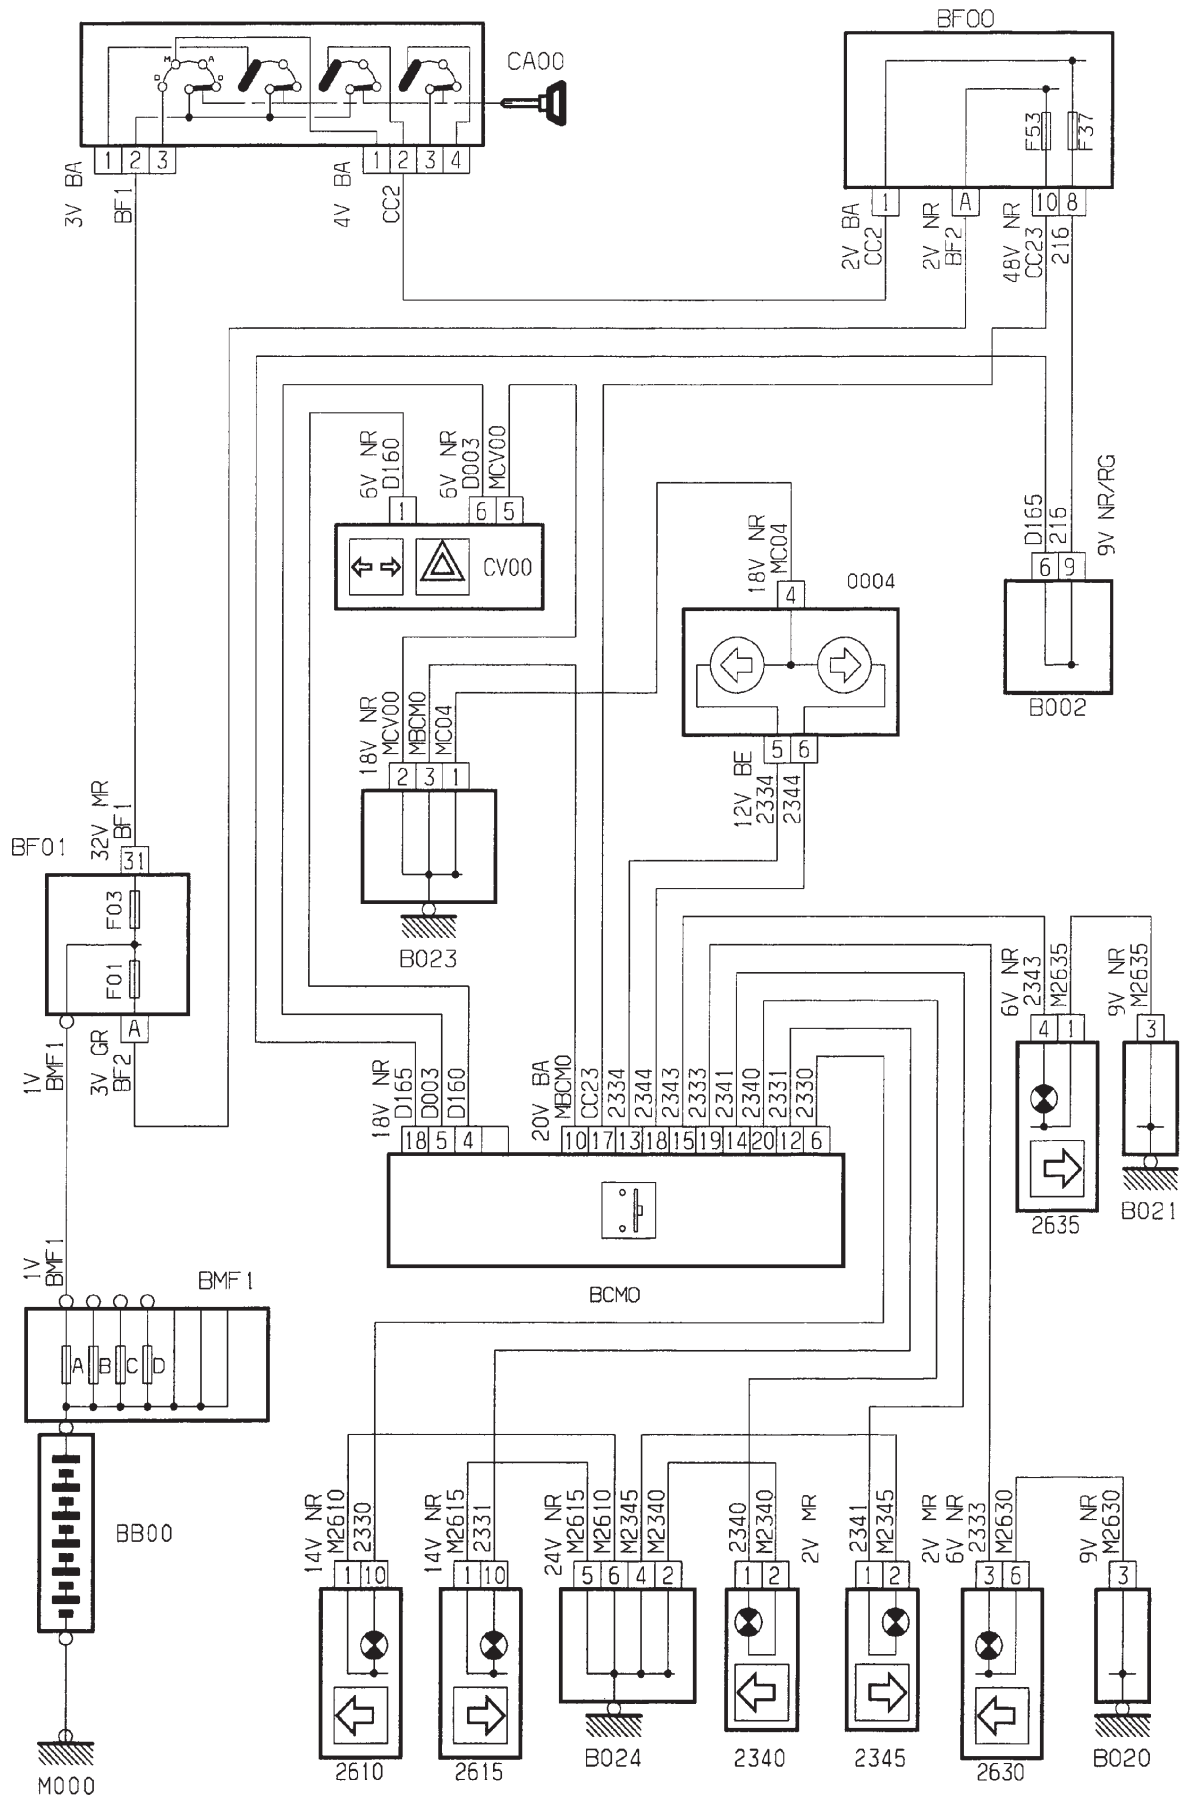 BF00
CA00
M A
D D
F53
F37
1 2 3
1 2 3 4
1 A 10 8
3V BA
BF1
4V BA
CC2
2V BA
CC2
2V NR
BF2
48V NR
CC23
216
6V NR
D160
6V NR
D003
MCV00
1 6 5
CV00
18V NR
MC04
4
0004
D165
216
9V NR/RG
6 9
B002
18V NR
MCV00
MBCM0
MC04
2 3 1
B023
12V BE
2334
2344
5 6
32V MR
BF1
BF01
31
F03
F01
A
1V
BMF1
3V GR
BF2
6V NR
2343
M2635
9V NR
M2635
4 1
3
2635
B021
18V NR
D165
D003
D160
20V BA
MBCM0
CC23
2334
2344
2343
2333
2341
2340
2331
2330
18 5 4
10 17 13 18 15 19 14 20 12 6
BCM0
1V
BMF1
BMF1
A B C D
BB00
M000
14V NR
M2610
2330
14V NR
M2615
2331
24V NR
M2615
M2610
M2345
M2340
2340
M2340
2V MR
2341
M2345
2V MR
6V NR
2333
M2630
9V NR
M2630
1 10
1 10
5 6 4 2
1 2
1 2
3 6
3
2610
2615
B024
2340
2345
2630
B020